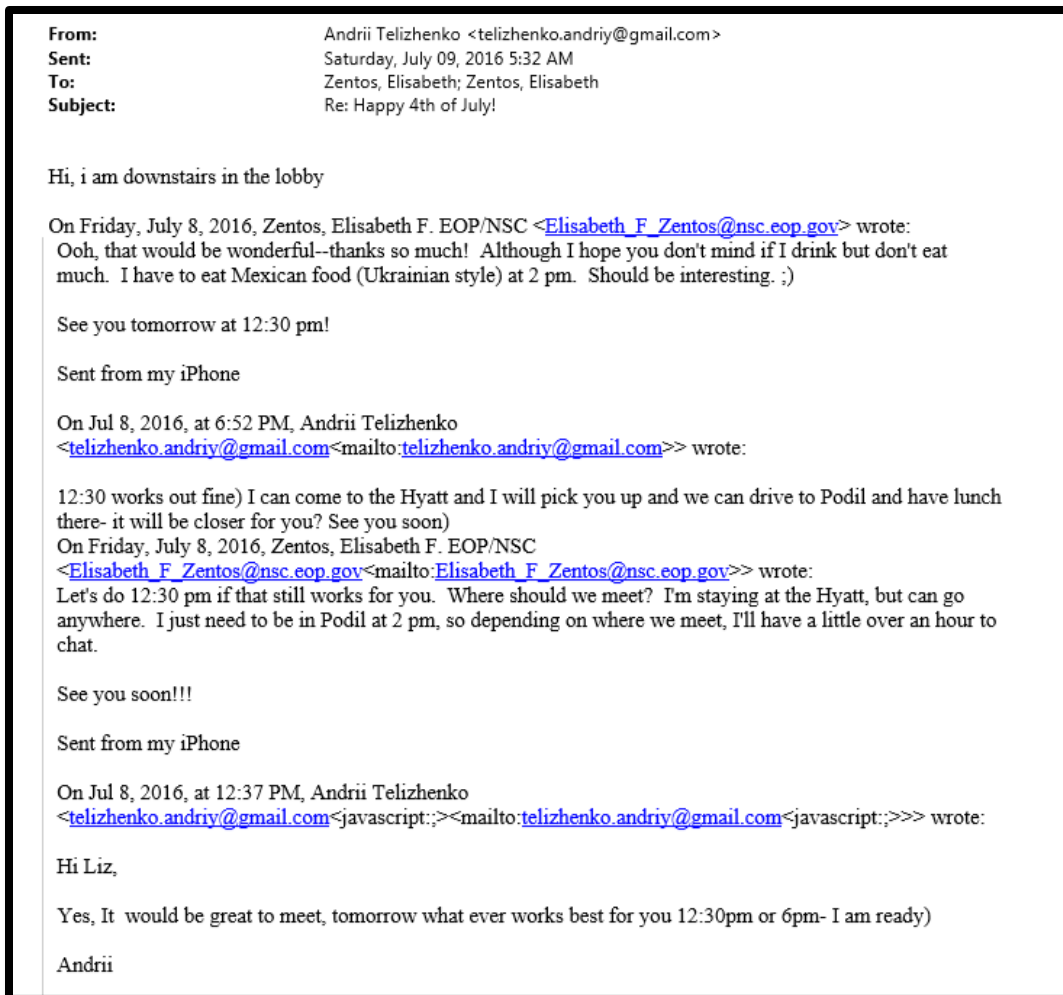 From: Andrii Telizhenko <telizhenko.andriy@gmail.com>
Sent: Saturday, July 09, 2016 5:32 AM
To: Zentos, Elisabeth; Zentos, Elisabeth
Subject: Re: Happy 4th of July!
Hi, i am downstairs in the lobby
On Friday, July 8, 2016, Zentos, Elisabeth F. EOP/NSC <Elisabeth_F_Zentos@nsc.eop.gov> wrote:
Ooh, that would be wonderful--thanks so much!  Although I hope you don't mind if I drink but don't eat
much.  I have to eat Mexican food (Ukrainian style) at 2 pm.  Should be interesting. ;)
See you tomorrow at 12:30 pm!
Sent from my iPhone
On Jul 8, 2016, at 6:52 PM, Andrii Telizhenko
<telizhenko.andriy@gmail.com<mailto:telizhenko.andriy@gmail.com>> wrote:
12:30 works out fine) I can come to the Hyatt and I will pick you up and we can drive to Podil and have lunch
there- it will be closer for you? See you soon)
On Friday, July 8, 2016, Zentos, Elisabeth F. EOP/NSC
<Elisabeth_F_Zentos@nsc.eop.gov<mailto:Elisabeth_F_Zentos@nsc.eop.gov>> wrote:
Let's do 12:30 pm if that still works for you.  Where should we meet?  I'm staying at the Hyatt, but can go
anywhere.  I just need to be in Podil at 2 pm, so depending on where we meet, I'll have a little over an hour to
chat.
See you soon!!!
Sent from my iPhone
On Jul 8, 2016, at 12:37 PM, Andrii Telizhenko
<telizhenko.andriy@gmail.com<javascript:;><mailto:telizhenko.andriy@gmail.com<javascript:;>>> wrote:
Hi Liz,
Yes, It  would be great to meet, tomorrow what ever works best for you 12:30pm or 6pm- I am ready)
Andrii